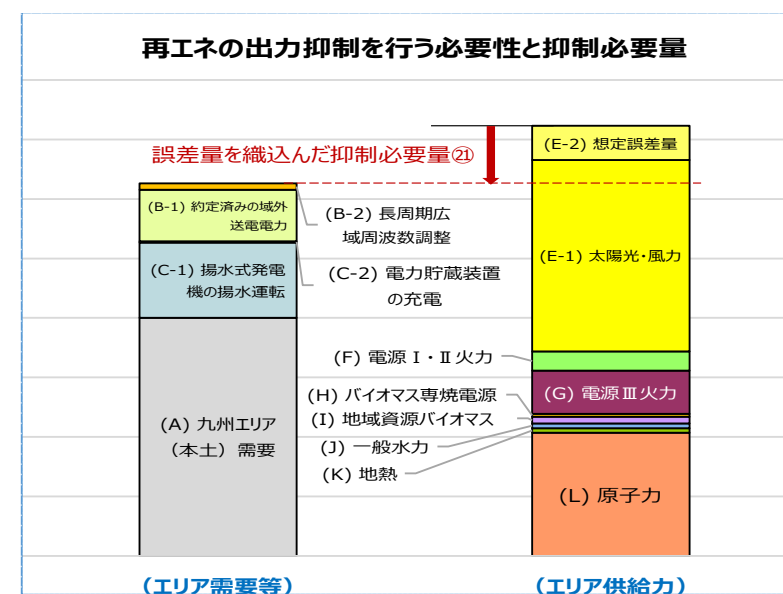 再エネの出力抑制を行う必要性と抑制必要量
誤差量を織込んだ抑制必要量㉑
(B-1) 約定済みの域外
送電電力
(B-2) 長周期広
域周波数調整
(C-1) 揚水式発電
機の揚水運転
(C-2) 電力貯蔵装置
の充電
(A) 九州エリア
（本土）需要
(E-2) 想定誤差量
(E-1) 太陽光・風力
(F) 電源Ⅰ・Ⅱ火力
(G) 電源Ⅲ火力
(H) バイオマス専焼電源
(I) 地域資源バイオマス
(J) 一般水力
(K) 地熱
(L) 原子力
（エリア需要等）
（エリア供給力）